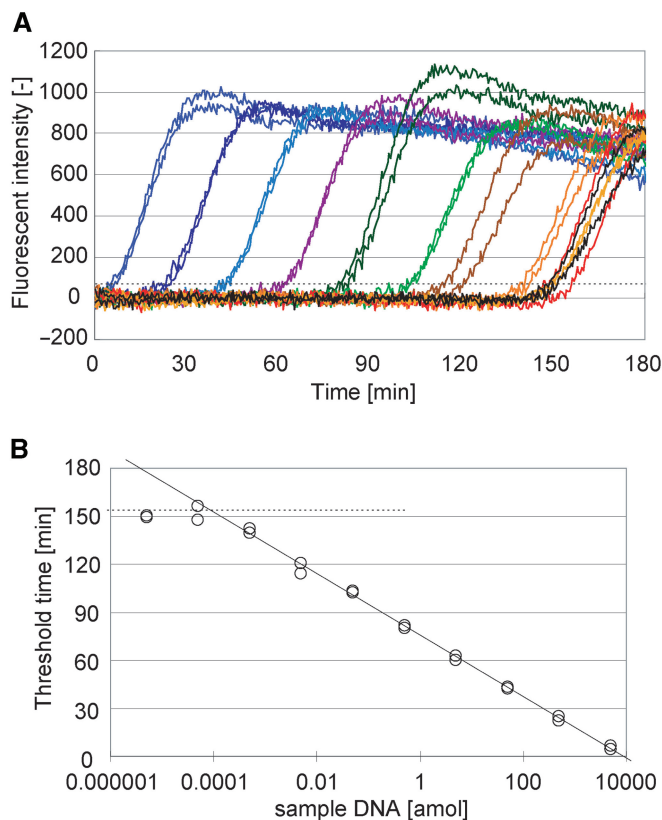 A
Fluorescent intensity [-]
1200
1000
800
600
400
200
0
−200
0 30 60 90 120 150 180
Time [min]
B
Threshold time [min]
180
150
120
90
60
30
0
0.000001 0.0001 0.01 1 100 10000
sample DNA [amol]